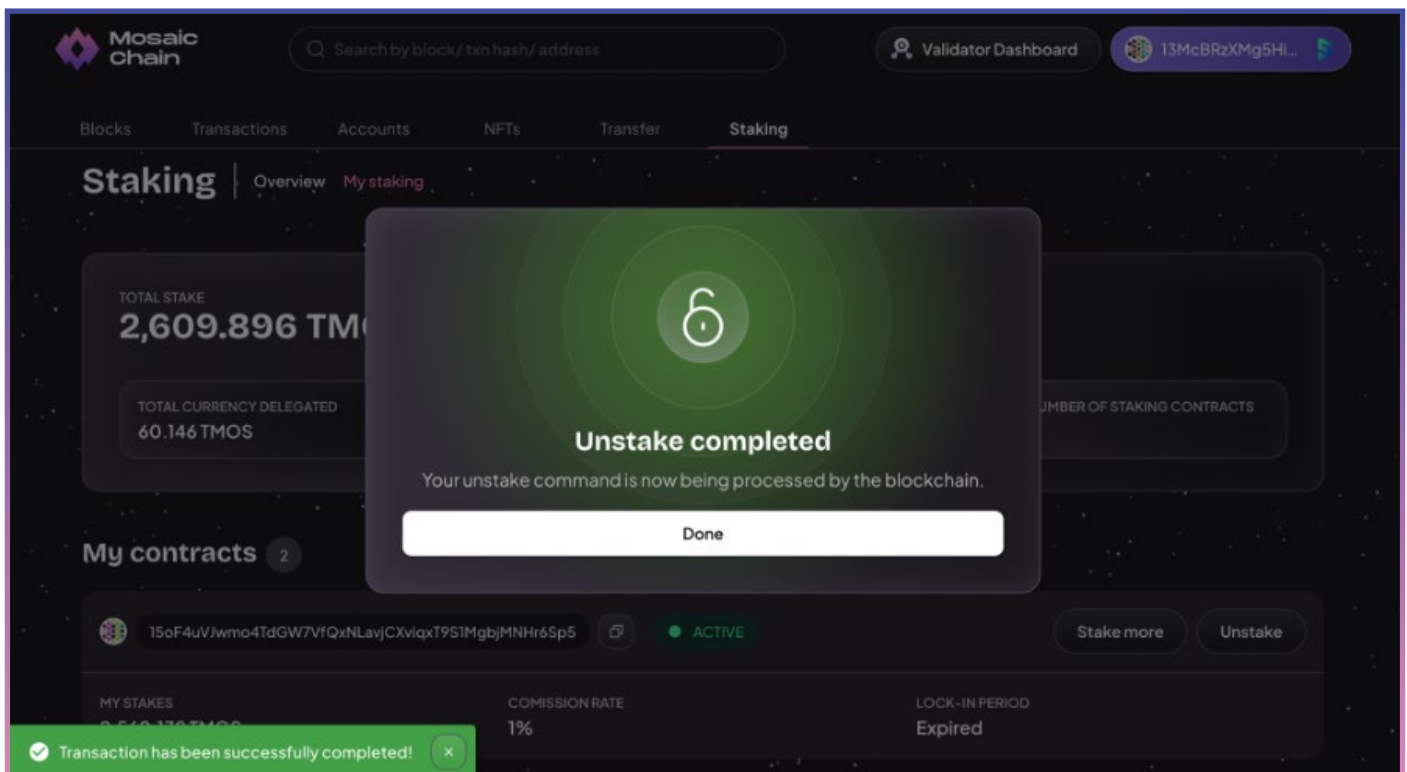 Mosaic
Chain
Search by block/ txn hash/ address
Validator Dashboard
13McBRzXMg5Hi...
Blocks Transactions Accounts NFTs Transfer Staking
Staking Overview My staking
TOTAL STAKE
2,609.896
TOTAL CURRENCY DELEGATED
60.146 TMOS
OF STAKING CONTRACTS
Unstake completed
Your unstake command is now being processed by the blockchain.
Done
My contracts 2
15oF4uVJwmo4TdGW7VfQxNLavjCXviqxT9S1MgbjMNHr6Sp5 ACTIVE Stake more Unstake
MY STAKES COMISSION RATE LOCK-IN PERIOD
1% Expired
Transaction has been successfully completed!